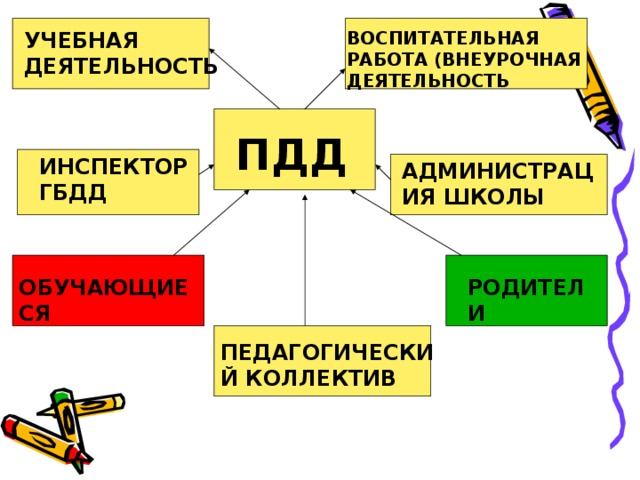 УЧЕБНАЯ
ДЕЯТЕЛЬНОСТЬ
ВОСПИТАТЕЛЬНАЯ
РАБОТА (ВНЕУРОЧНАЯ
ДЕЯТЕЛЬНОСТЬ
ПДД
ИНСПЕКТОР
ГБДД
АДМИНИСТРАЦ
ИЯ ШКОЛЫ
ОБУЧАЮЩИЕ
СЯ
РОДИТЕЛ
И
ПЕДАГОГИЧЕСКИ
Й КОЛЛЕКТИВ